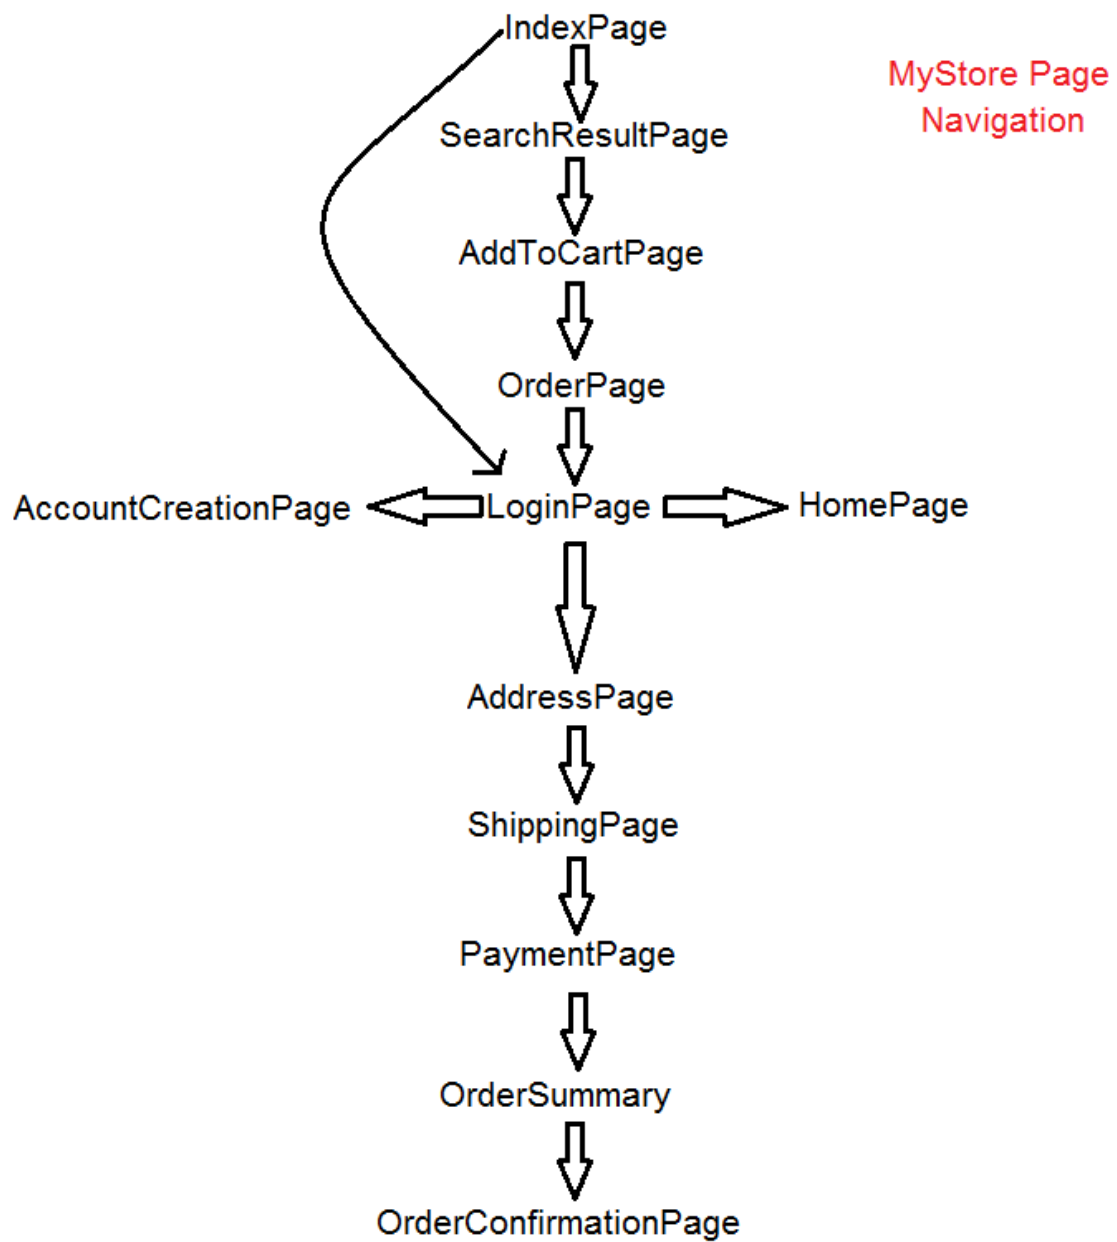 IndexPage
MyStore Page
Navigation
SearchResultPage
AddToCartPage
OrderPage
AccountCreationPage
LoginPage
HomePage
AddressPage
ShippingPage
PaymentPage
OrderSummary
OrderConfirmationPage